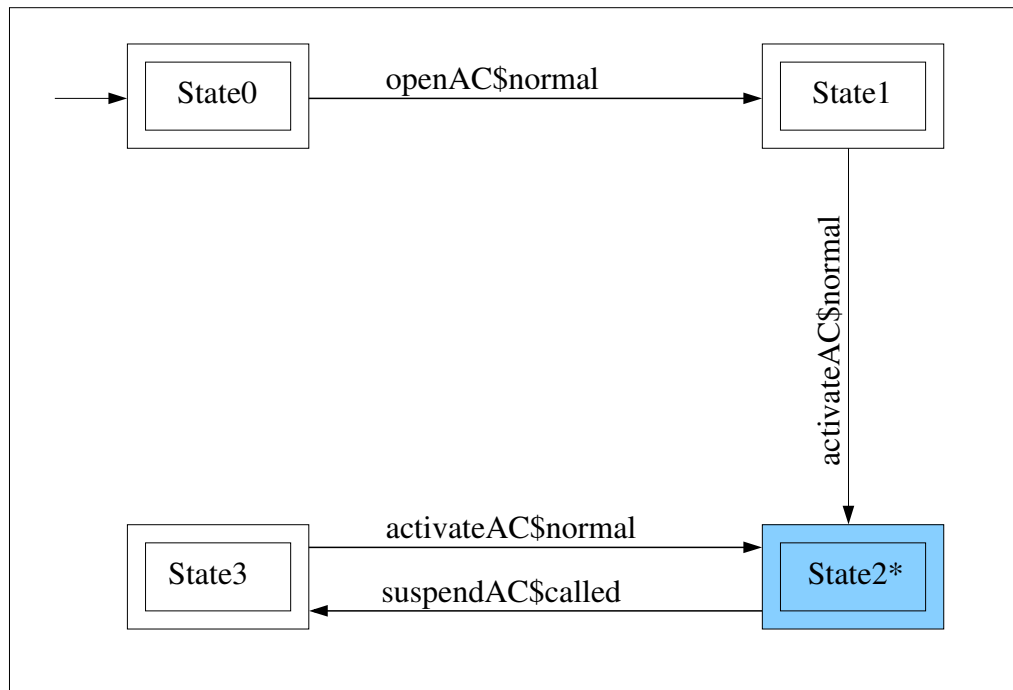 State0
openAC$normal
State1
activateAC$normal
State3
activateAC$normal
suspendAC$called
State2*